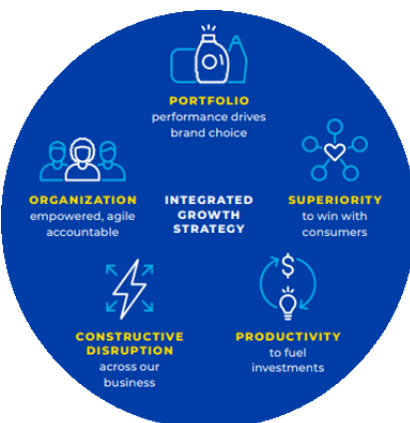 PORTFOLIO
performance drives
brand choice
ORGANIZATION
empowered, agile
accountable
INTEGRATED
GROWTH
STRATEGY
SUPERIORITY
to win with
consumers
CONSTRUCTIVE
DISRUPTION
across our
business
PRODUCTIVITY
to fuel
investments
$